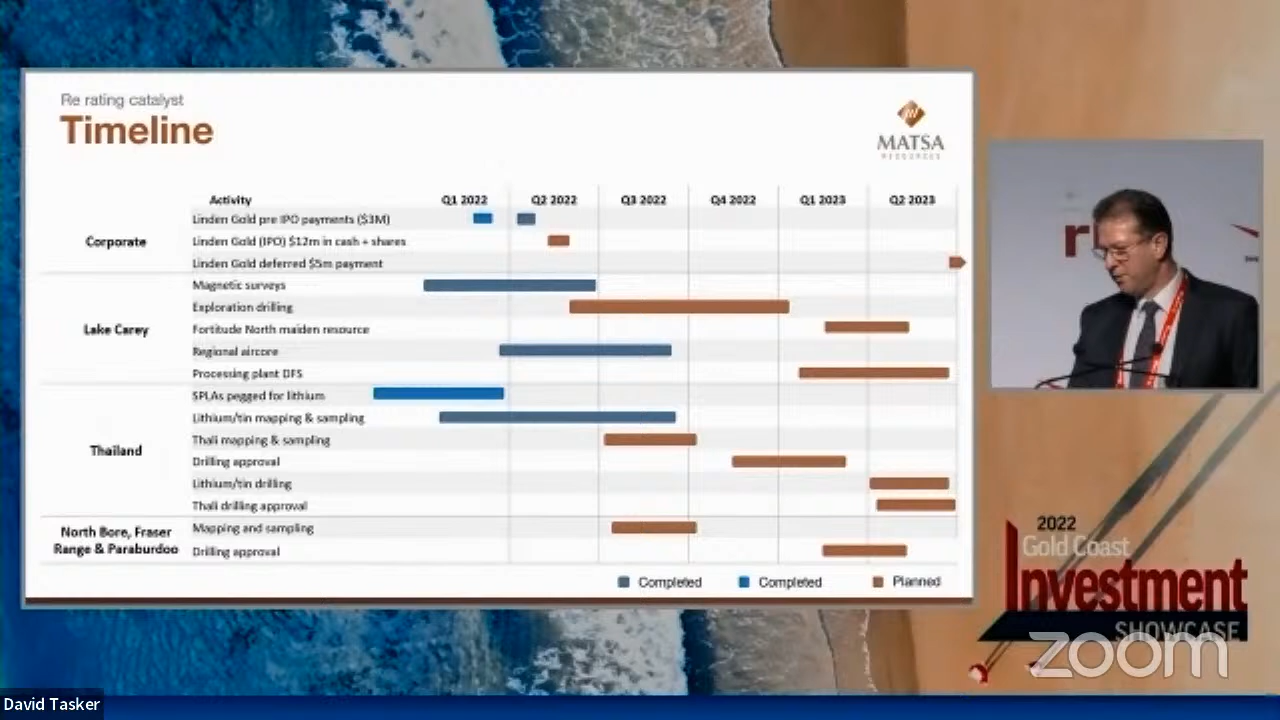 Re rating catalyst
Timeline
MATSA
RESOURCES
Activity Q1 2022 Q2 2022 Q3 2022 Q4 2022 Q1 2023 Q2 2023
Corporate
Linden Gold pre IPO payments ($3M)
Linden Gold (IPO) $12m in cash + shares
Linden Gold deferred $5m payment
Lake Carey
Magnetic surveys
Exploration drilling
Fortitude North maiden resource
Regional aircore
Processing plant DFS
Thailand
SPLAs pegged for lithium
Lithium/tin mapping & sampling
Thali mapping & sampling
Drilling approval
Lithium/tin drilling
Thali drilling approval
North Bore, Fraser
Range & Paraburdoo
Mapping and sampling
Drilling approval
Completed Completed Planned
2022
Gold Coast
Investment
SHOWCASE
zoom
David Tasker